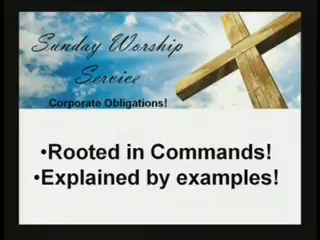 Sunday Worship
Service
Corporate Obligations!
•Rooted in Commands!
•Explained by examples!